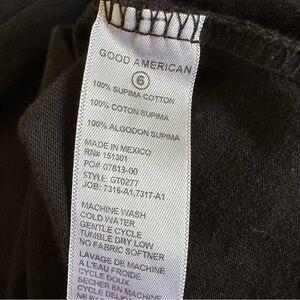 GOOD AMERICAN
6
100% SUPIMA COTTON
100% COTON SUPIMA
100% ALGODON SUPIMA
MADE IN MEXICO
RN# 151301
PO# 07813-00
STYLE: GT0277
JOB: 7316-A1,7317-A1
MACHINE WASH
COLD WATER
GENTLE CYCLE
TUMBLE DRY LOW
NO FABRIC SOFTNER
LAVAGE DE MACHINE
A L'EAU FROIDE
CYCLE DOUX
SECHER EN MACHINE